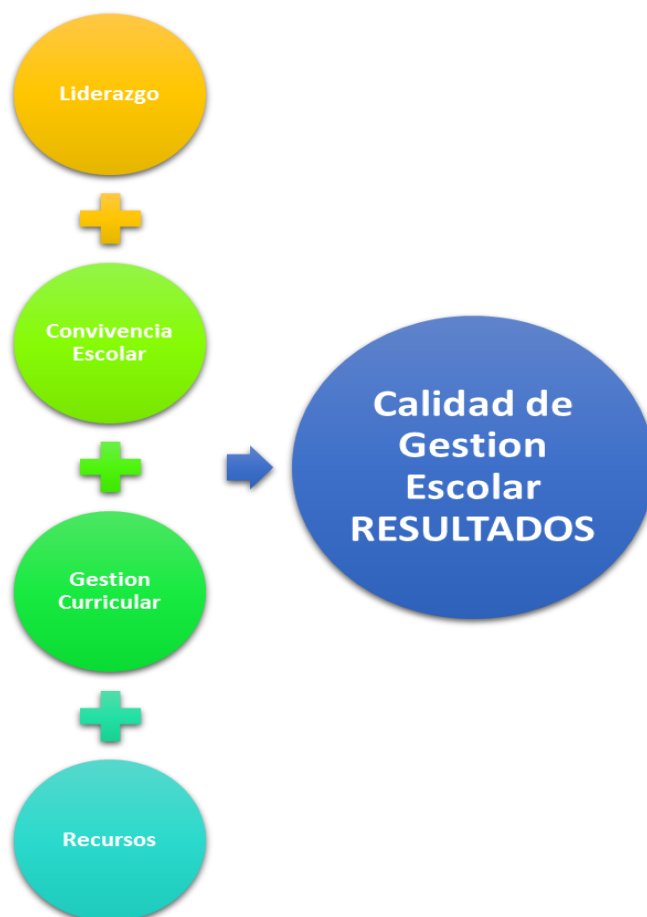 Liderazgo
Convivencia
Escolar
Gestion
Curricular
Recursos
Calidad de
Gestion
Escolar
RESULTADOS